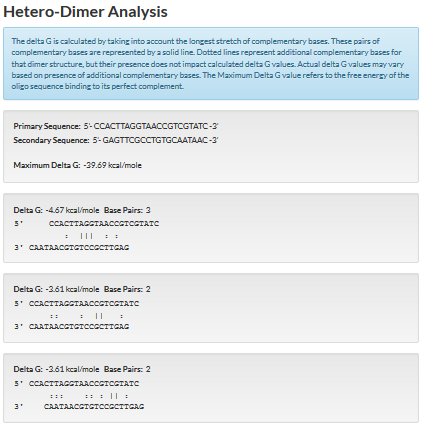 Hetero-Dimer Analysis
The delta G is calculated by taking into account the longest stretch of complementary bases. These pairs of
complementary bases are represented by a solid line. Dotted lines represent additional complementary bases for
that dimer structure, but their presence does not impact calculated delta G values. Actual delta G values may vary
based on presence of additional complementary bases. The Maximum Delta G value refers to the free energy of the
oligo sequence binding to its perfect complement.
Primary Sequence: 5'- CCACTTAGGTAACCGTCGTATC -3'
Secondary Sequence: 5'- GAGTTCGCCTGTGCAATAAC -3'
Maximum Delta G: -39.69 kcal/mole
Delta G: -4.67 kcal/mole Base Pairs: 3
5' CCACTTAGGTAACCGTCGTATC
: ||| : :
3' CAATAACGTGTCCGCTTGAG
Delta G: -3.61 kcal/mole Base Pairs: 2
5' CCACTTAGGTAACCGTCGTATC
:: : || :
3' CAATAACGTGTCCGCTTGAG
Delta G: -3.61 kcal/mole Base Pairs: 2
5' CCACTTAGGTAACCGTCGTATC
::: :: : || :
3' CAATAACGTGTCCGCTTGAG